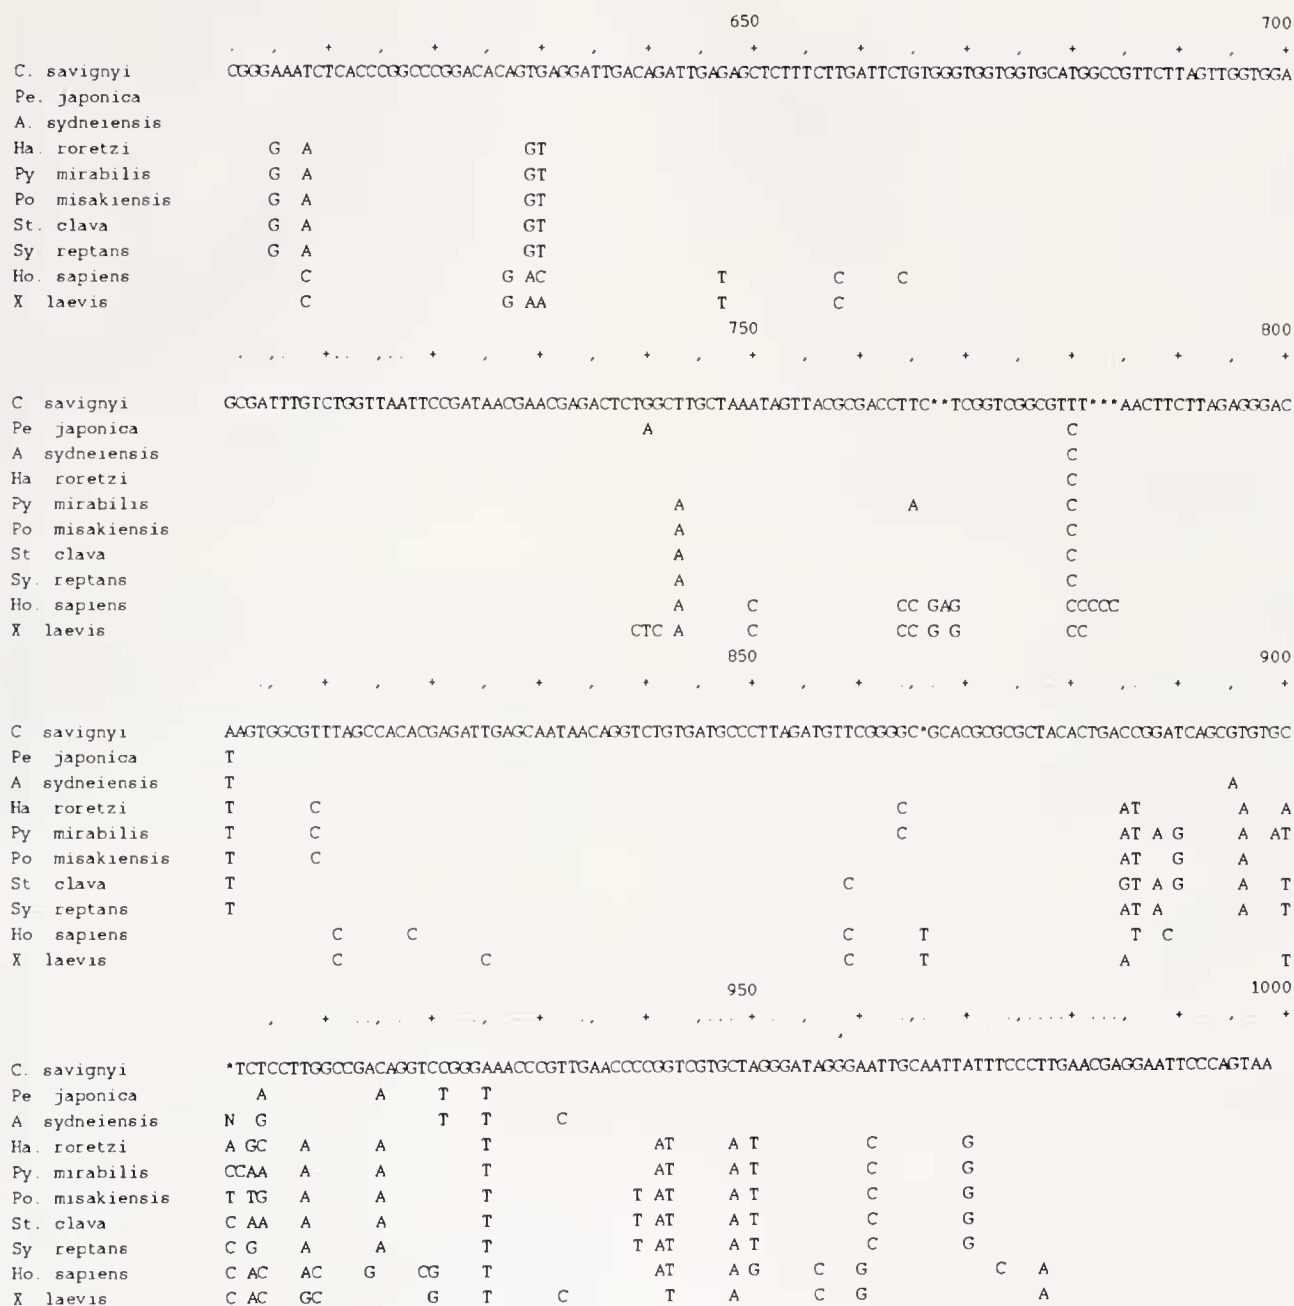 650 700
C. savignyi CGGGAAATCTCACCCGGCCCGGACACAGTGAGGATTGACAGATTGAGAGCTCTTTCTTGATTCTGTGGGTGGTGGTGCATGGCCGTTCTTAGTTGGTGGA
Pe. japonica
A. sydneiensis
Ha. roretzi G A GT
Py mirabilis G A GT
Po misakiensis G A GT
St. clava G A GT
Sy reptans G A GT
Ho. sapiens C G AC T C C
X laevis C G AA T C
750 800
C savignyi GCGATTTGTCTGGTTAATTCCGATAACGAACGAGACTCTGGCTTGCTAAATAGTTACGCGACCTTC**TCGGTCGGCGTTT***AACTTCTTAGAGGGAC
Pe japonica A C
A sydneiensis C
Ha roretzi C
Py mirabilis A A C
Po misakiensis A C
St clava A C
Sy. reptans A C
Ho. sapiens A C CC GAG CCCCC
X laevis CTC A C CC G G CC
850 900
C savignyi AAGTGGCGTTTAGCCACACGAGATTGAGCAATAACAGGTCTGTGATGCCCTTAGATGTTCGGGGC*GCACGCGCGCTACACTGACCGGATCAGCGTGTGC
Pe japonica T
A sydneiensis T A
Ha roretzi T C C AT A A
Py mirabilis T C C AT A G A AT
Po misakiensis T C AT G A
St clava T C GT A G A T
Sy reptans T AT A A T
Ho sapiens C C C T T C
X laevis C C C T A T
950 1000
C. savignyi *TCTCCTTGGCCGACAGGTCCGGGAAACCCGTTGAACCCCGGTCGTGCTAGGGATAGGGAATTGCAATTATTTCCCTTGAACGAGGAATTCCCAGTAA
Pe japonica A A T T
A sydneiensis N G T T C
Ha. roretzi A GC A A T AT A T C G
Py. mirabilis CCAA A A T AT A T C G
Po. misakiensis T TG A A T T AT A T C G
St. clava C AA A A T T AT A T C G
Sy reptans C G A A T T AT A T C G
Ho. sapiens C AC AC G CG T AT A G C G C A
X laevis C AC GC G T C T A C G A